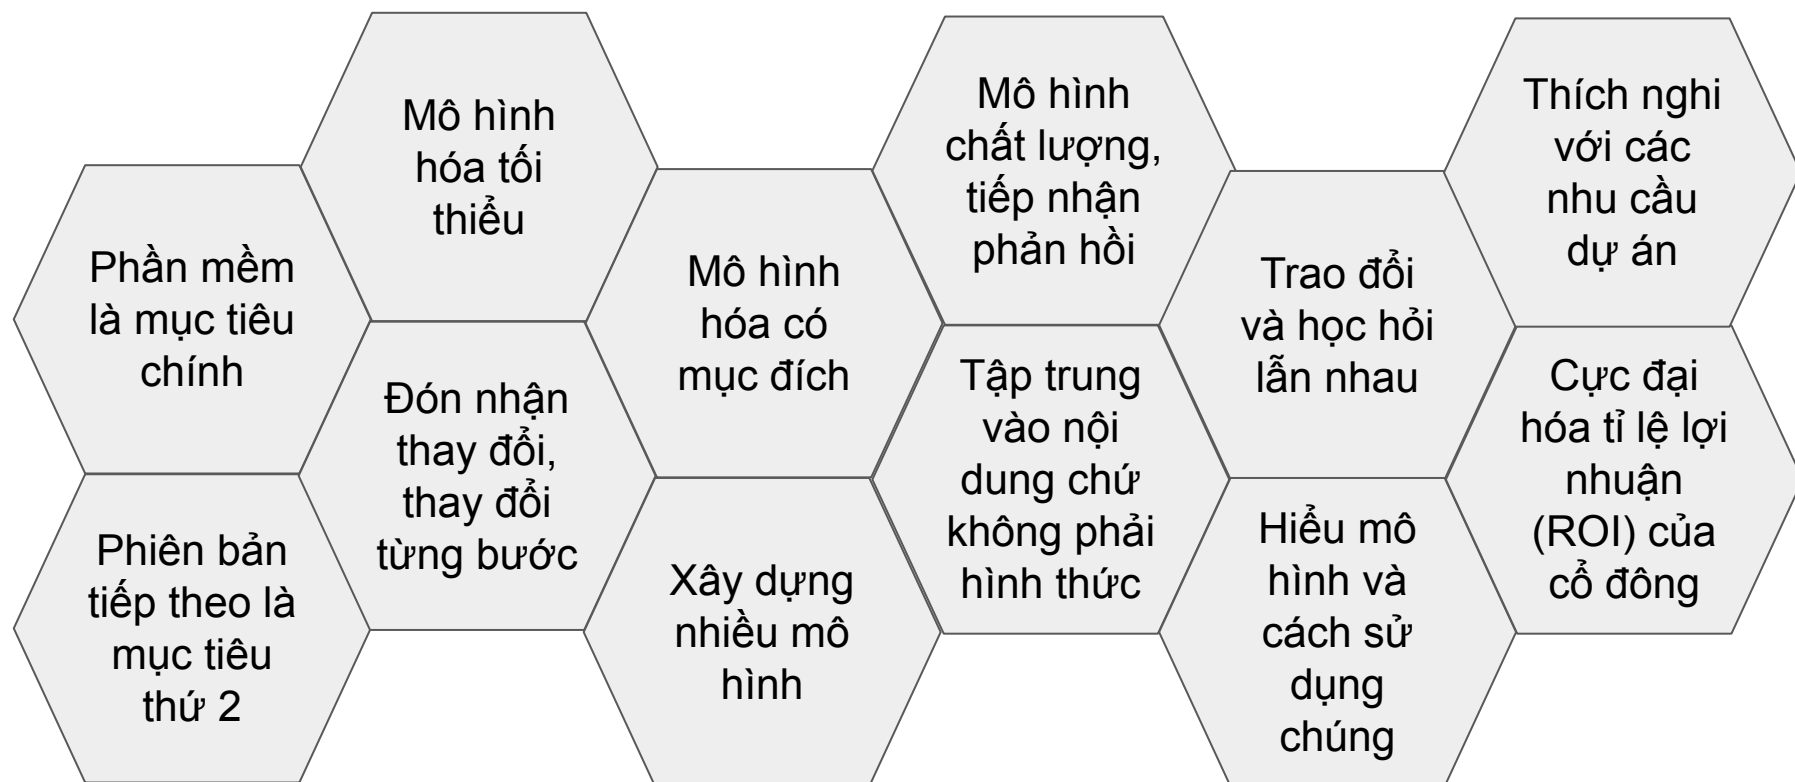 Phần mềm
là mục tiêu
chính
Phiên bản
tiếp theo là
mục tiêu
thứ 2
Mô hình
hóa tối
thiểu
Đón nhận
thay đổi,
thay đổi
từng bước
Mô hình
hóa có
mục đích
Xây dựng
nhiều mô
hình
Mô hình
chất lượng,
tiếp nhận
phản hồi
Tập trung
vào nội
dung chứ
không phải
hình thức
Trao đổi
và học hỏi
lẫn nhau
Hiểu mô
hình và
cách sử
dụng
chúng
Thích nghi
với các
nhu cầu
dự án
Cực đại
hóa tỉ lệ lợi
nhuận
(ROI) của
cổ đông